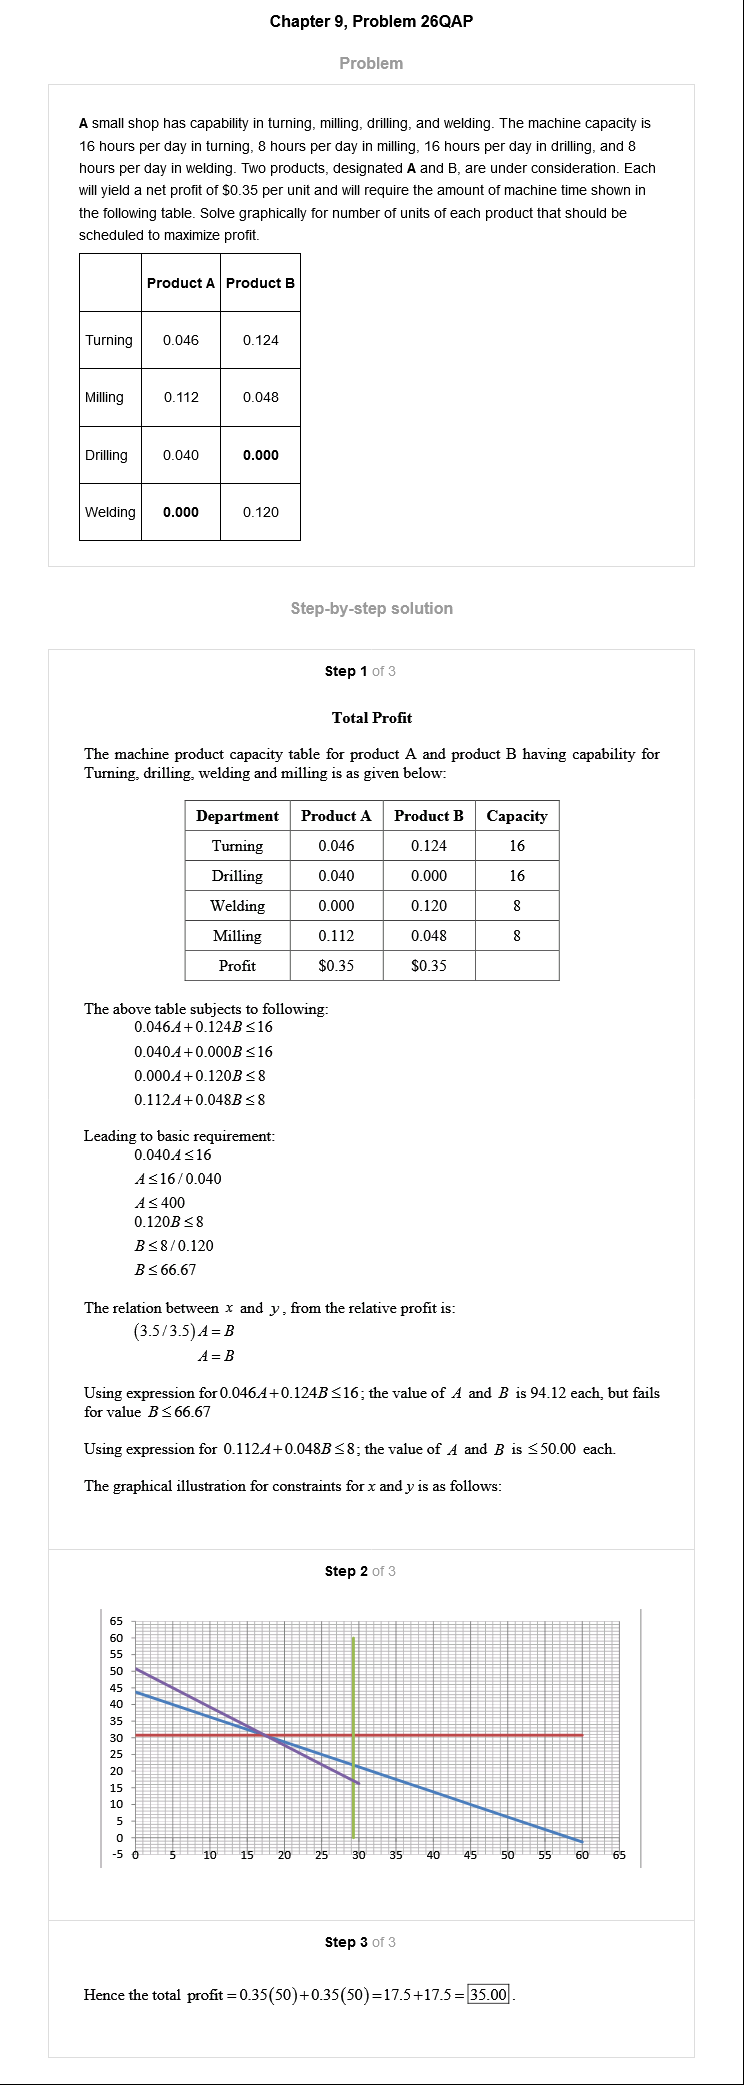 Chapter 9, Problem 26QAP
Problem
A small shop has capability in turning, milling, drilling, and welding. The machine capacity is
16 hours per day in turning, 8 hours per day in milling, 16 hours per day in drilling, and 8
hours per day in welding. Two products, designated A and B, are under consideration. Each
will yield a net profit of $0.35 per unit and will require the amount of machine time shown in
the following table. Solve graphically for number of units of each product that should be
scheduled to maximize profit.
Product A Product B
Turning 0.046 0.124
Milling 0.112 0.048
Drilling 0.040 0.000
Welding 0.000 0.120
Step-by-step solution
Step 1 of 3
Total Profit
The machine product capacity table for product A and product B having capability for
Turning, drilling, welding and milling is as given below:
Department Product A Product B Capacity
Turning 0.046 0.124 16
Drilling 0.040 0.000 16
Welding 0.000 0.120 8
Milling 0.112 0.048 8
Profit $0.35 $0.35
The above table subjects to following:
0.046A+0.124B≤16
0.040A+0.000B≤16
0.000A+0.120B≤8
0.112A+0.048B≤8
Leading to basic requirement:
0.040A≤16
A≤16/0.040
A≤400
0.120B≤8
B≤8/0.120
B≤66.67
The relation between x and y, from the relative profit is:
(3.5/3.5)A=B
A=B
Using expression for 0.046A+0.124B≤16; the value of A and B is 94.12 each, but fails
for value B≤66.67
Using expression for 0.112A+0.048B≤8; the value of A and B is ≤50.00 each.
The graphical illustration for constraints for x and y is as follows:
Step 2 of 3
65
60
55
50
45
40
35
30
25
20
15
10
5
0
-5 0 5 10 15 20 25 30 35 40 45 50 55 60 65
Step 3 of 3
Hence the total profit =0.35(50)+0.35(50)=17.5+17.5=35.00.